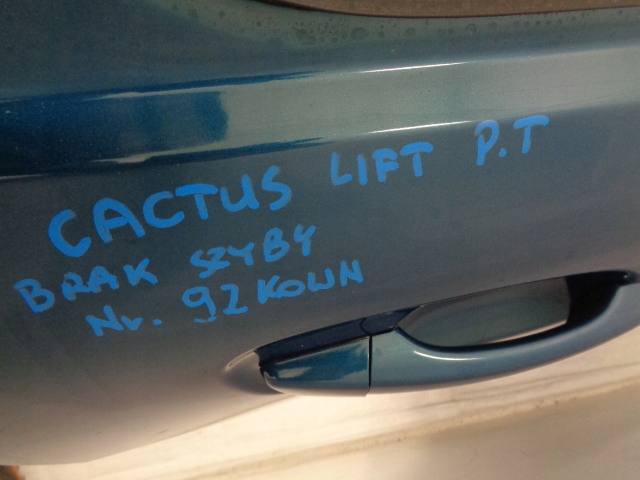 CACTUS LIFT P.T
BRAK SZYBY
Nr. 92KOWN